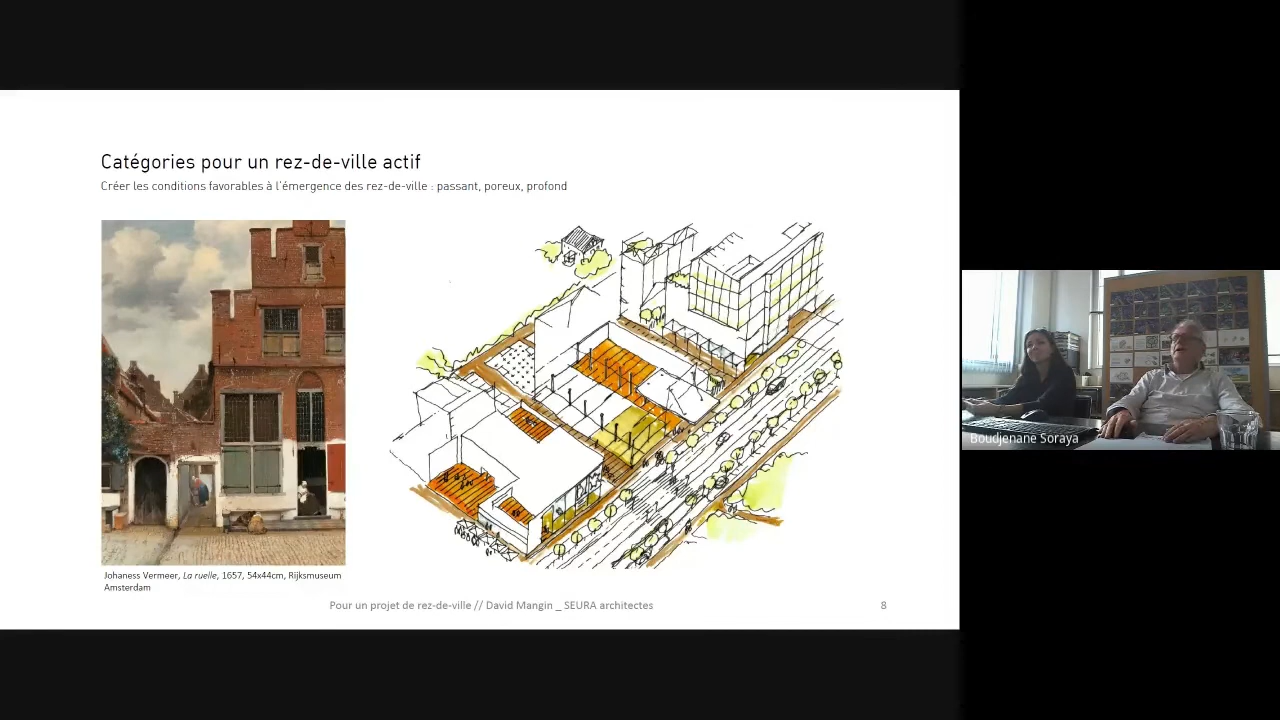 Catégories pour un rez-de-ville actif
Créer les conditions favorables à l'émergence des rez-de-ville : passant, poreux, profond
Johaness Vermeer, La ruelle, 1657, 54x44cm, Rijksmuseum
Amsterdam
Pour un projet de rez-de-ville // David Mangin _ SEURA architectes
8
Boudjenane Soraya